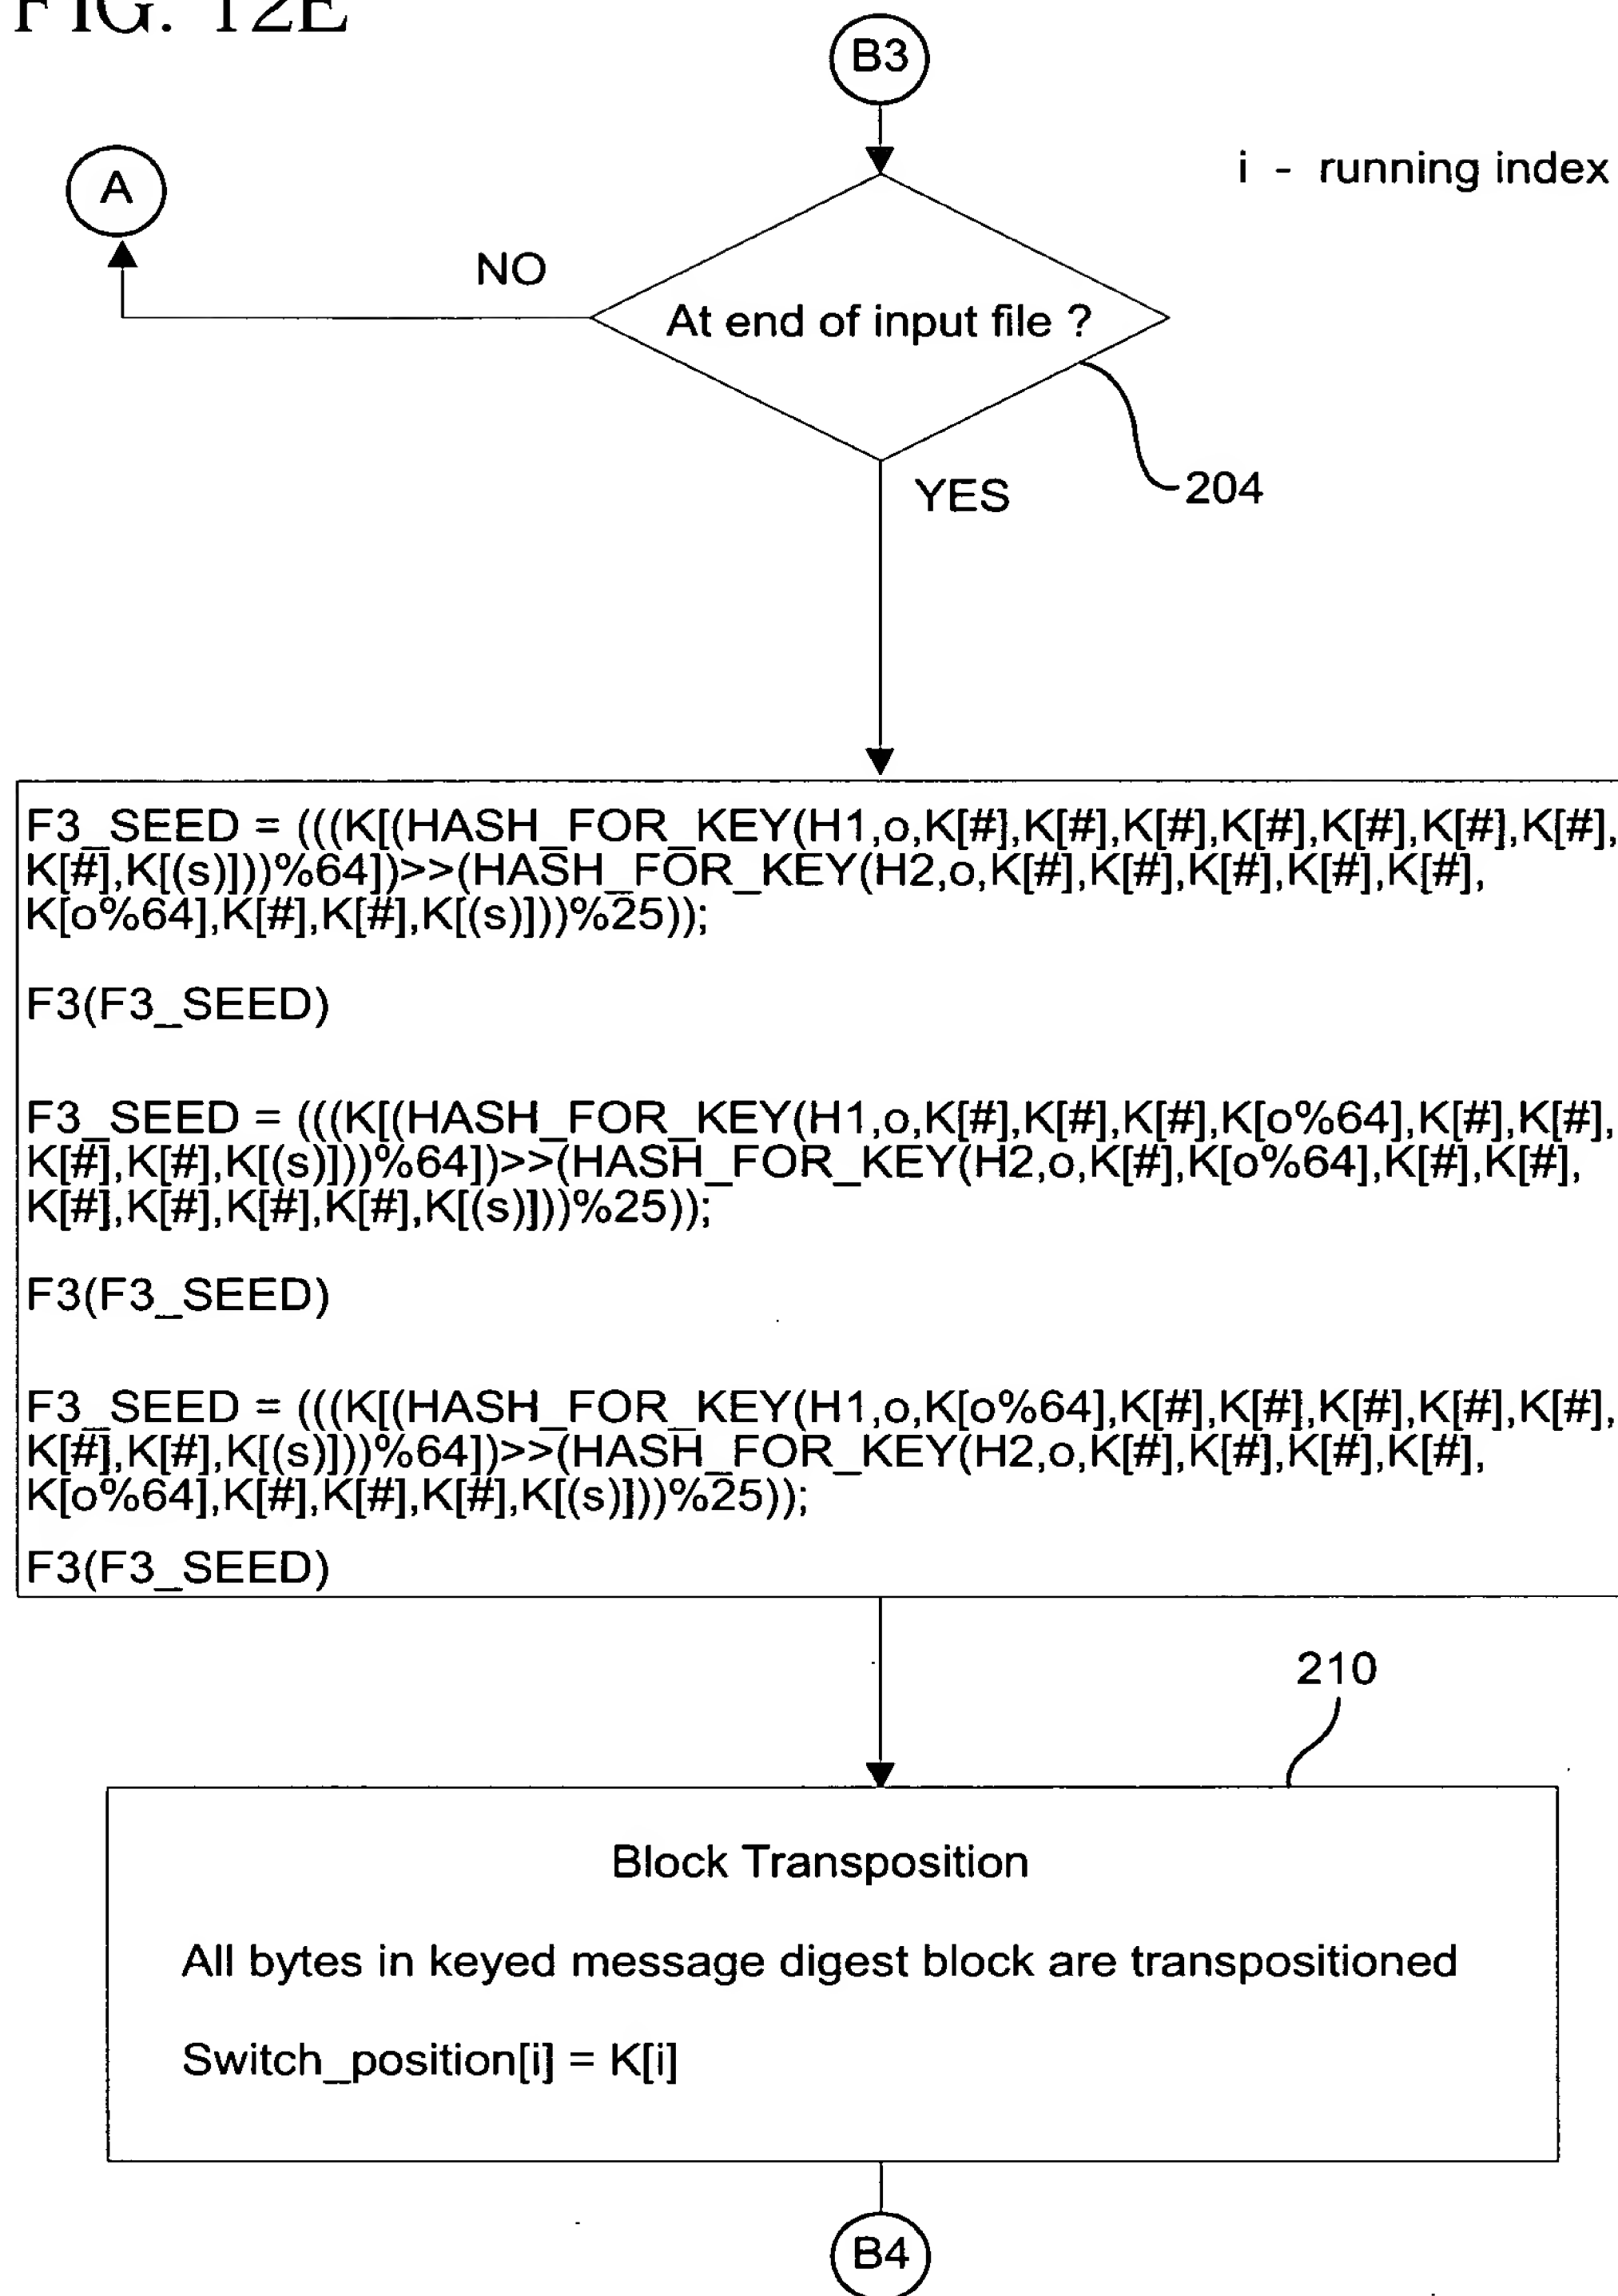 FIG. 12E
B3
A
i - running index
NO
At end of input file ?
YES
204
F3_SEED = (((K[(HASH_FOR_KEY(H1,o,K[#],K[#],K[#],K[#],K[#],K[#],K[#],
K[#],K[(s)]))%64])>>(HASH_FOR_KEY(H2,o,K[#],K[#],K[#],K[#],K[#],
K[o%64],K[#],K[#],K[(s)]))%25));
F3(F3_SEED)
F3_SEED = (((K[(HASH_FOR_KEY(H1,o,K[#],K[#],K[#],K[o%64],K[#],K[#],
K[#],K[#],K[(s)]))%64])>>(HASH_FOR_KEY(H2,o,K[#],K[o%64],K[#],K[#],
K[#],K[#],K[#],K[#],K[(s)]))%25));
F3(F3_SEED)
F3_SEED = (((K[(HASH_FOR_KEY(H1,o,K[o%64],K[#],K[#],K[#],K[#],K[#],
K[#],K[#],K[(s)]))%64])>>(HASH_FOR_KEY(H2,o,K[#],K[#],K[#],K[#],
K[o%64],K[#],K[#],K[#],K[(s)]))%25));
F3(F3_SEED)
210
Block Transposition
All bytes in keyed message digest block are transpositioned
Switch_position[i] = K[i]
B4